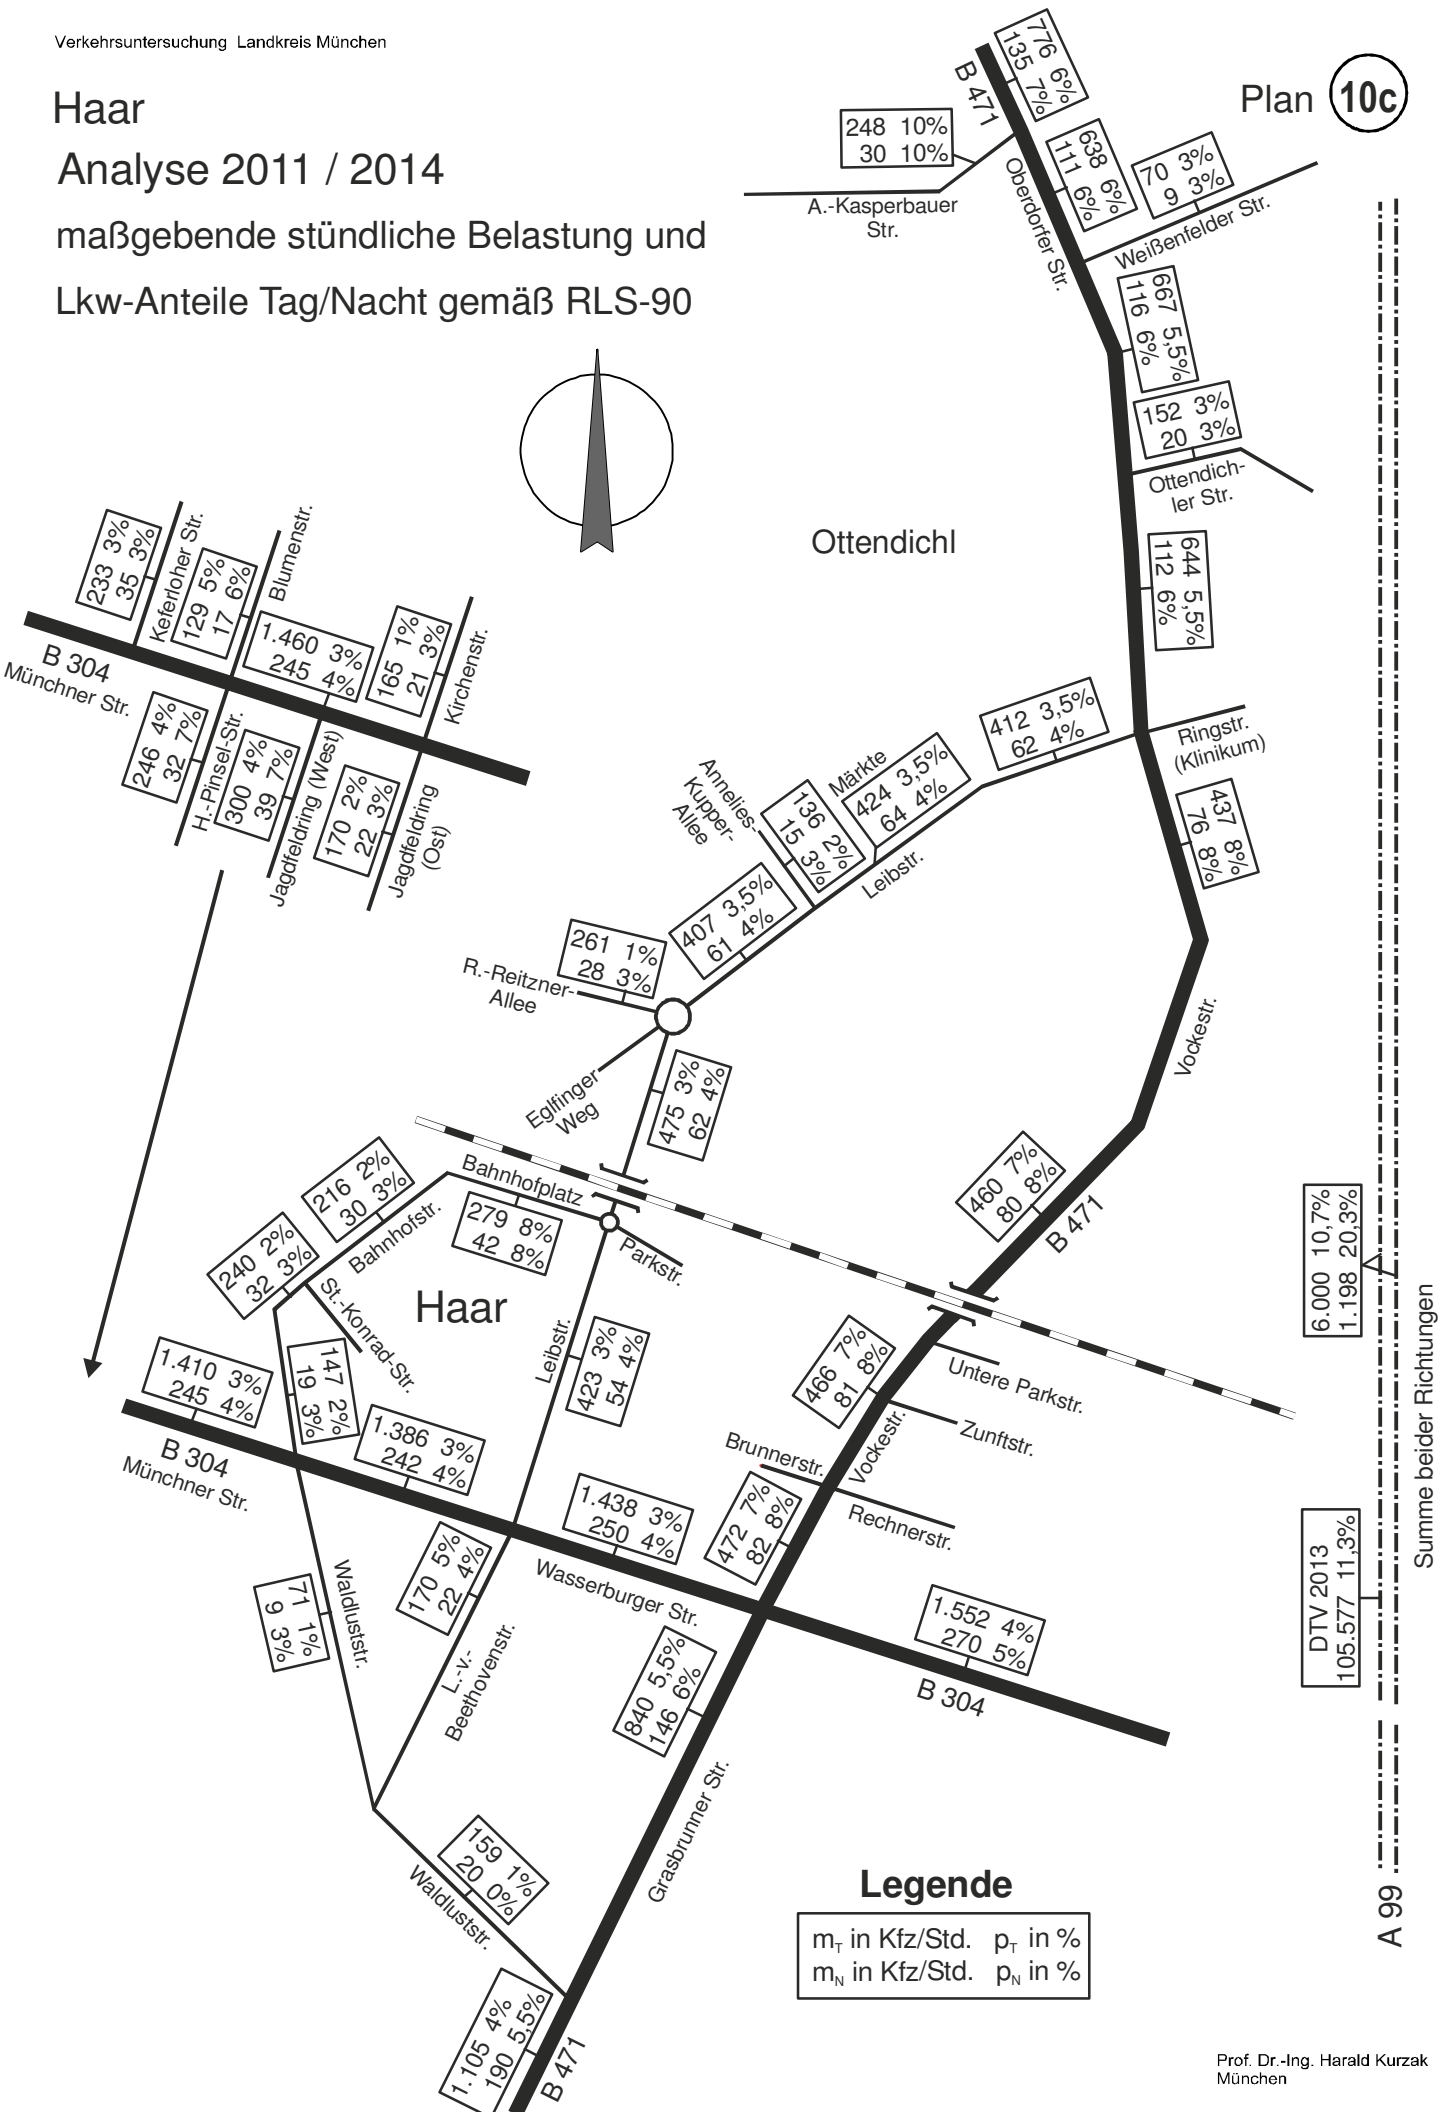 Verkehrsuntersuchung Landkreis München
Haar
Analyse 2011 / 2014
maßgebende stündliche Belastung und
Lkw-Anteile Tag/Nacht gemäß RLS-90
Plan 10c
776 6%
135 7%
B 471
248 10%
30 10%
A.-Kasperbauer
Str.
Oberdorfer Str.
638 6%
111 6%
70 3%
9 3%
Weißenfelder Str.
667 5,5%
116 6%
152 3%
20 3%
Ottendich-
ler Str.
Ottendichl
644 5,5%
112 6%
233 3%
35 3%
Keferloher Str.
129 5%
17 6%
Blumenstr.
1.460 3%
245 4%
165 1%
21 3%
Kirchenstr.
B 304
Münchner Str.
246 4%
32 7%
H.-Pinsel-Str.
300 4%
39 7%
Jagdfeldring (West)
170 2%
22 3%
Jagdfeldring
(Ost)
412 3,5%
62 4%
Ringstr.
(Klinikum)
Märkte
424 3,5%
64 4%
Annelies-
Kupper-
Allee
136 2%
15 3%
Leibstr.
437 8%
76 8%
407 3,5%
61 4%
261 1%
28 3%
R.-Reitzner-
Allee
Eglfinger
Weg
475 3%
62 4%
Vockestr.
460 7%
80 8%
B 471
216 2%
30 3%
Bahnhofplatz
279 8%
42 8%
Bahnhofstr.
Parkstr.
240 2%
32 3%
St.-Konrad-Str.
Haar
Leibstr.
423 3%
54 4%
147 2%
19 3%
1.410 3%
245 4%
B 304
Münchner Str.
1.386 3%
242 4%
466 7%
81 8%
Untere Parkstr.
Zunftstr.
Vockestr.
Brunnerstr.
Rechnerstr.
472 7%
82 8%
1.438 3%
250 4%
Wasserburger Str.
170 5%
22 4%
L.-v.-
Beethovenstr.
71 1%
9 3%
Waldluststr.
1.552 4%
270 5%
B 304
840 5,5%
146 6%
Grasbrunner Str.
159 1%
20 0%
Waldluststr.
1.105 4%
190 5,5%
B 471
6.000 10,7%
1.198 20,3%
DTV 2013
105.577 11,3%
Summe beider Richtungen
A 99
Legende
mT in Kfz/Std. pT in %
mN in Kfz/Std. pN in %
Prof. Dr.-Ing. Harald Kurzak
München